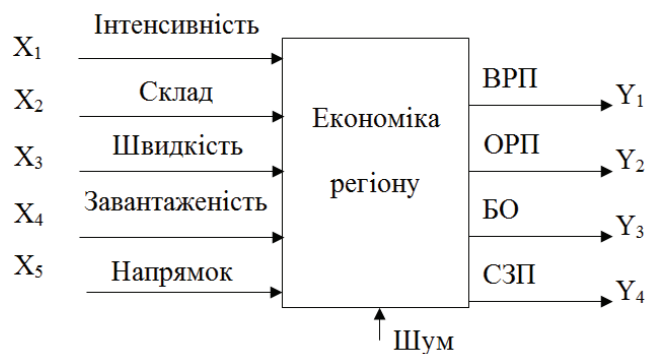 X₁ Інтенсивність
X₂ Склад
X₃ Швидкість
X₄ Завантаженість
X₅ Напрямок
Економіка
регіону
ВРП Y₁
ОРП Y₂
БО Y₃
СЗП Y₄
Шум